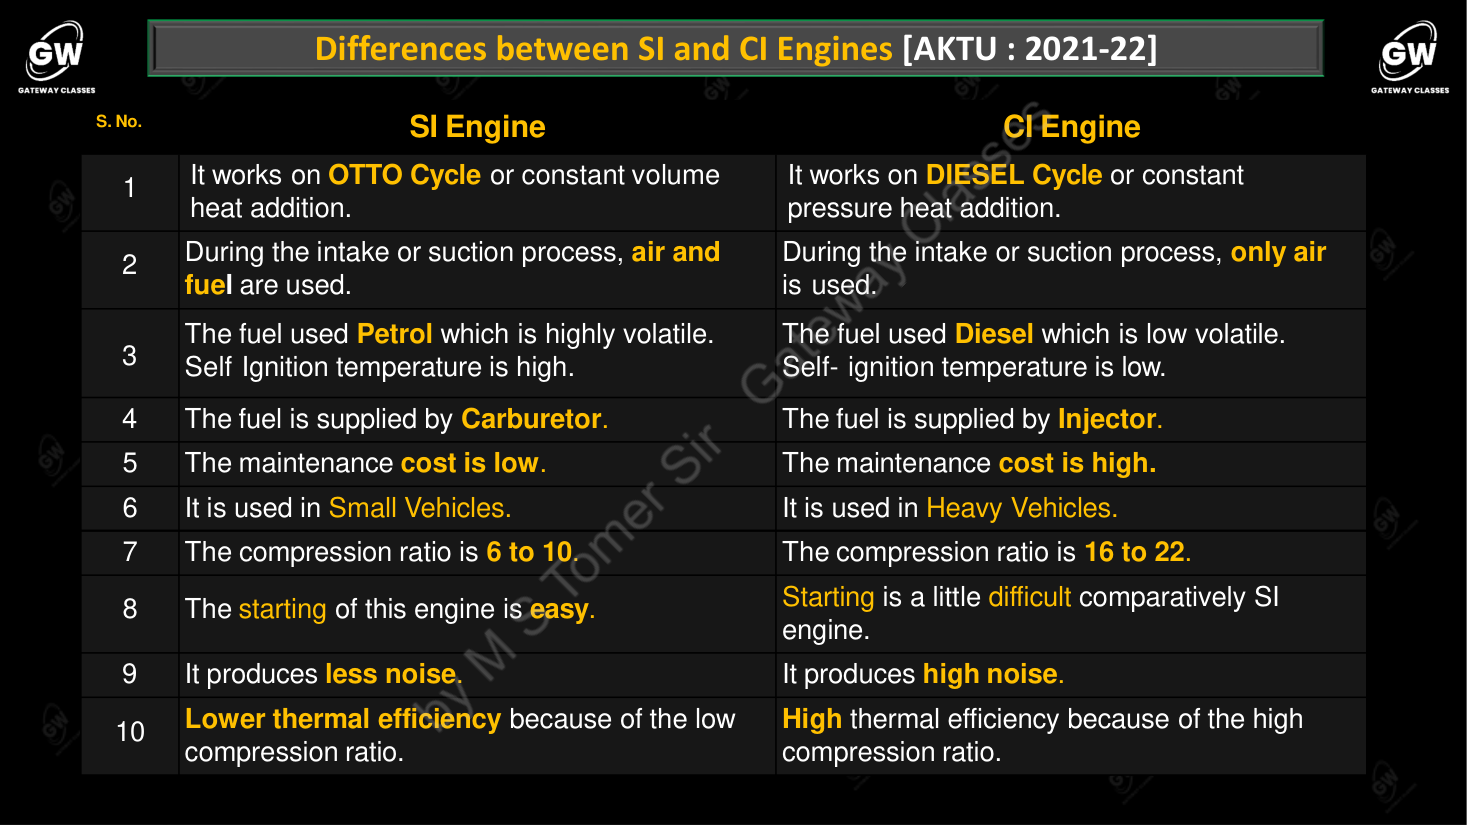 GW
GATEWAY CLASSES
Differences between SI and CI Engines [AKTU : 2021-22]
GW
GATEWAY CLASSES
S. No.
SI Engine
CI Engine
1
It works on OTTO Cycle or constant volume
heat addition.
It works on DIESEL Cycle or constant
pressure heat addition.
2
During the intake or suction process, air and
fuel are used.
During the intake or suction process, only air
is used.
3
The fuel used Petrol which is highly volatile.
Self Ignition temperature is high.
The fuel used Diesel which is low volatile.
Self- ignition temperature is low.
4
The fuel is supplied by Carburetor.
The fuel is supplied by Injector.
5
The maintenance cost is low.
The maintenance cost is high.
6
It is used in Small Vehicles.
It is used in Heavy Vehicles.
7
The compression ratio is 6 to 10.
The compression ratio is 16 to 22.
8
The starting of this engine is easy.
Starting is a little difficult comparatively SI
engine.
9
It produces less noise.
It produces high noise.
10
Lower thermal efficiency because of the low
compression ratio.
High thermal efficiency because of the high
compression ratio.
by M S Tomer Sir Gateway Classes